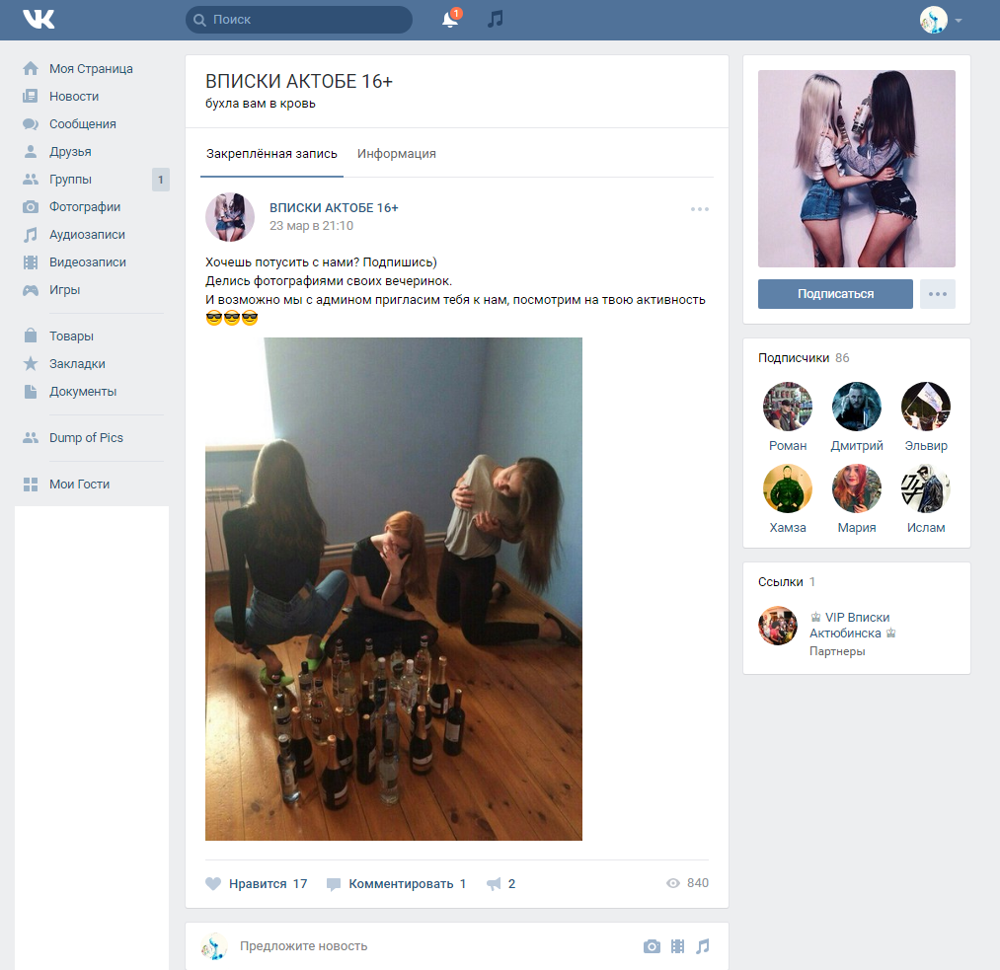 VK
Поиск
1
Моя Страница
Новости
Сообщения
Друзья
Группы 1
Фотографии
Аудиозаписи
Видеозаписи
Игры
Товары
Закладки
Документы
Dump of Pics
Мои Гости
ВПИСКИ АКТОБЕ 16+
бухла вам в кровь
Закреплённая запись Информация
ВПИСКИ АКТОБЕ 16+
23 мар в 21:10
Хочешь потусить с нами? Подпишись)
Делись фотографиями своих вечеринок.
И возможно мы с админом пригласим тебя к нам, посмотрим на твою активность
😎😎😎
Нравится 17 Комментировать 1 2 840
Предложите новость
Подписаться
Подписчики 86
Роман Дмитрий Эльвир
Хамза Мария Ислам
Ссылки 1
♕ VIP Вписки
Актюбинска ♕
Партнеры